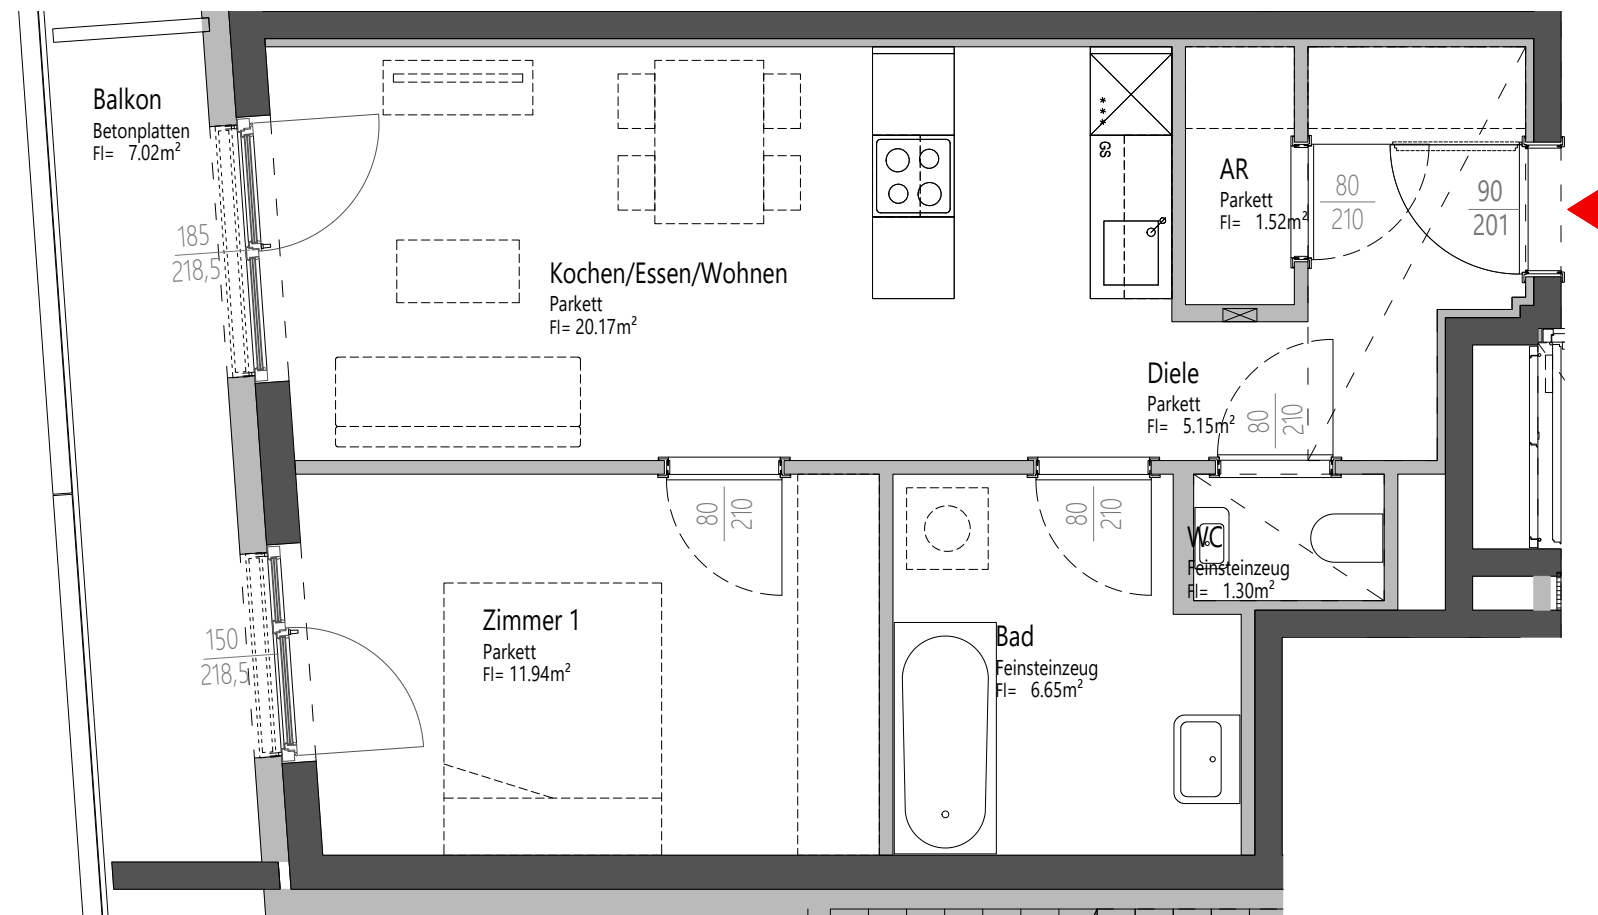 Balkon
Betonplatten
Fl= 7.02m²
185
218,5
Kochen/Essen/Wohnen
Parkett
Fl= 20.17m²
GS
AR
Parkett
Fl= 1.52m²
80
210
90
201
Diele
Parkett
Fl= 5.15m²
80
210
80
210
80
210
WC
Feinsteinzeug
Fl= 1.30m²
150
218,5
Zimmer 1
Parkett
Fl= 11.94m²
Bad
Feinsteinzeug
Fl= 6.65m²